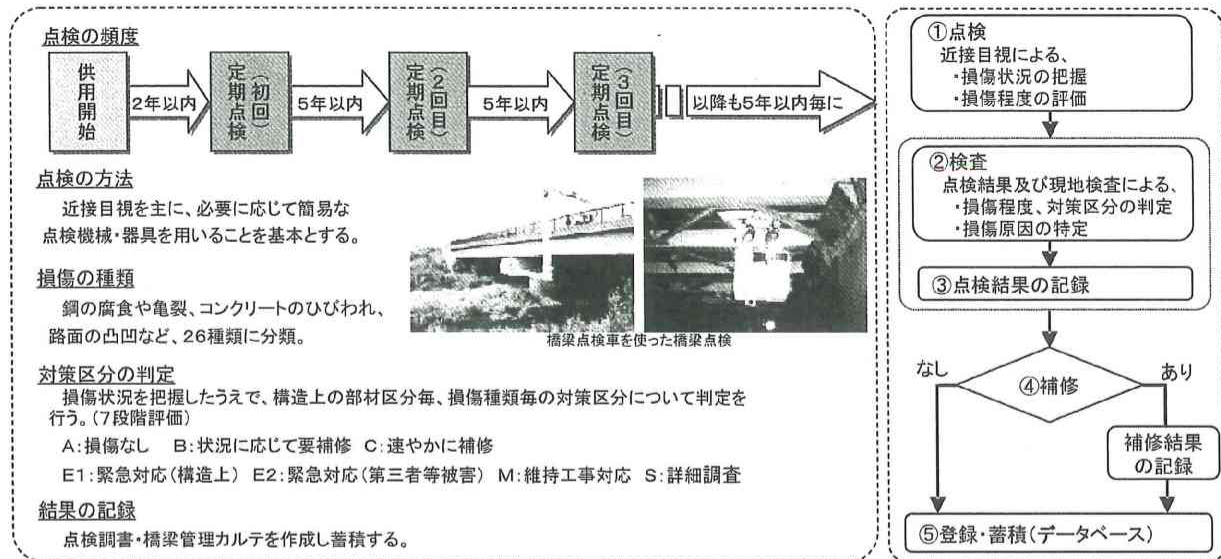 点検の頻度
供用開始
2年以内
定期点検
(初回)
5年以内
定期点検
(2回目)
5年以内
定期点検
(3回目)
以降も5年以内毎に
点検の方法
近接目視を主に、必要に応じて簡易な
点検機械・器具を用いることを基本とする。
損傷の種類
鋼の腐食や亀裂、コンクリートのひびわれ、
路面の凸凹など、26種類に分類。
橋梁点検車を使った橋梁点検
対策区分の判定
損傷状況を把握したうえで、構造上の部材区分毎、損傷種類毎の対策区分について判定を
行う。(7段階評価)
A:損傷なし B:状況に応じて要補修 C:速やかに補修
E1:緊急対応(構造上) E2:緊急対応(第三者等被害) M:維持工事対応 S:詳細調査
結果の記録
点検調書・橋梁管理カルテを作成し蓄積する。
①点検
近接目視による、
・損傷状況の把握
・損傷程度の評価
②検査
点検結果及び現地検査による、
・損傷程度、対策区分の判定
・損傷原因の特定
③点検結果の記録
なし
④補修
あり
補修結果
の記録
⑤登録・蓄積(データベース)